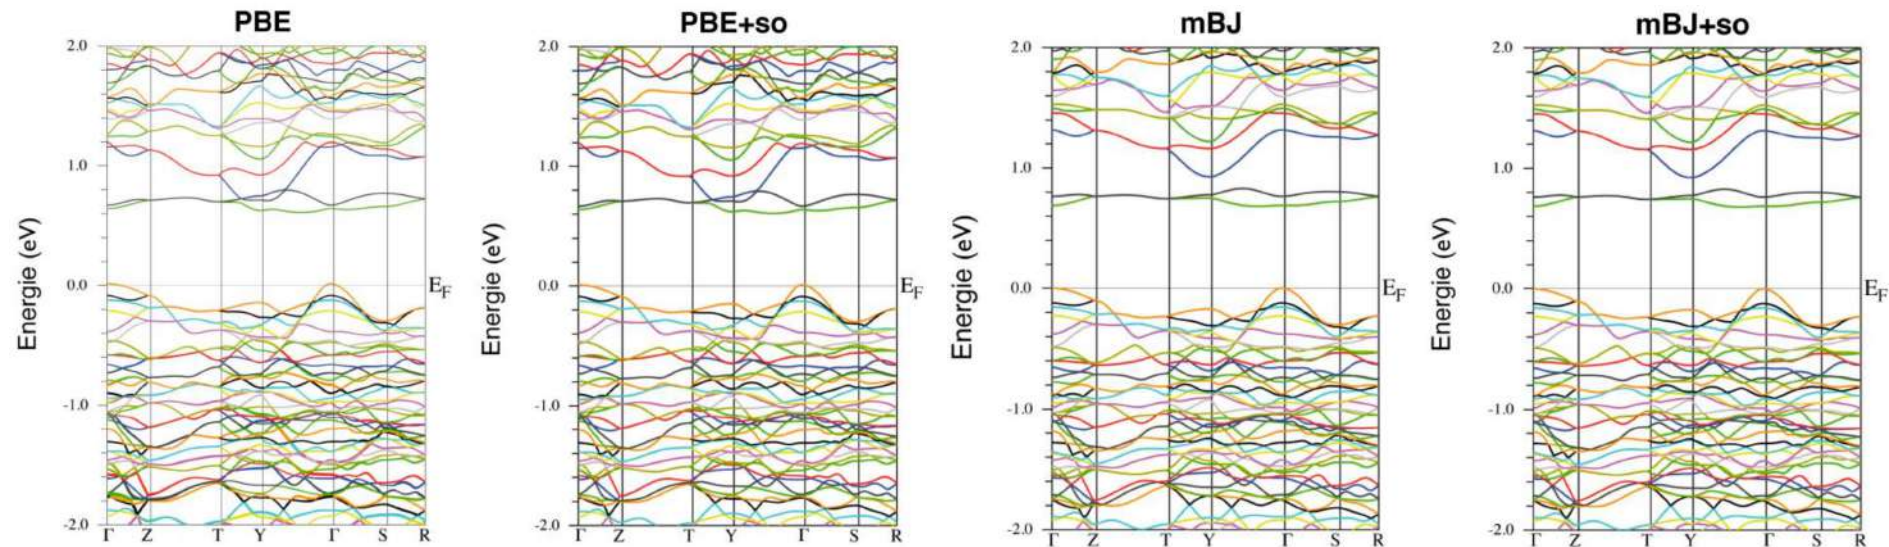 PBE
Energie (eV)
2.0
1.0
0.0
-1.0
-2.0
E_F
Γ Z T Y Γ S R
PBE+so
Energie (eV)
2.0
1.0
0.0
-1.0
-2.0
E_F
Γ Z T Y Γ S R
mBJ
Energie (eV)
2.0
1.0
0.0
-1.0
-2.0
E_F
Γ Z T Y Γ S R
mBJ+so
Energie (eV)
2.0
1.0
0.0
-1.0
-2.0
E_F
Γ Z T Y Γ S R